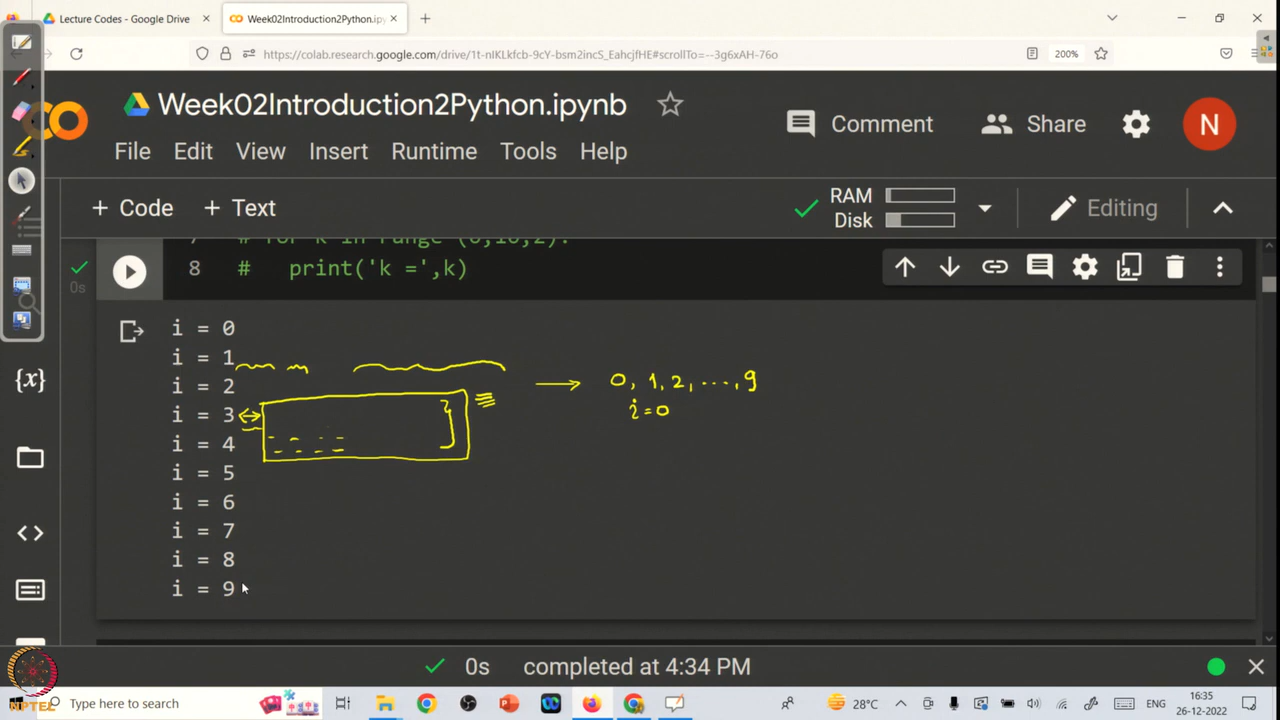 Lecture Codes - Google Drive
Week02Introduction2Python.ipyn
https://colab.research.google.com/drive/1t-nIKLkfcb-9cY-bsm2incS_EahcjfHE#scrollTo=--3g6xAH-76o
200%
Week02Introduction2Python.ipynb
Comment
Share
N
File Edit View Insert Runtime Tools Help
+ Code + Text
RAM
Disk
Editing
8 # print('k =',k)
0s
i = 0
i = 1
i = 2
i = 3
i = 4
i = 5
i = 6
i = 7
i = 8
i = 9
0, 1, 2, ..., 9
i=0
{x}
0s completed at 4:34 PM
NPTEL
Type here to search
28°C
ENG
16:35
26-12-2022